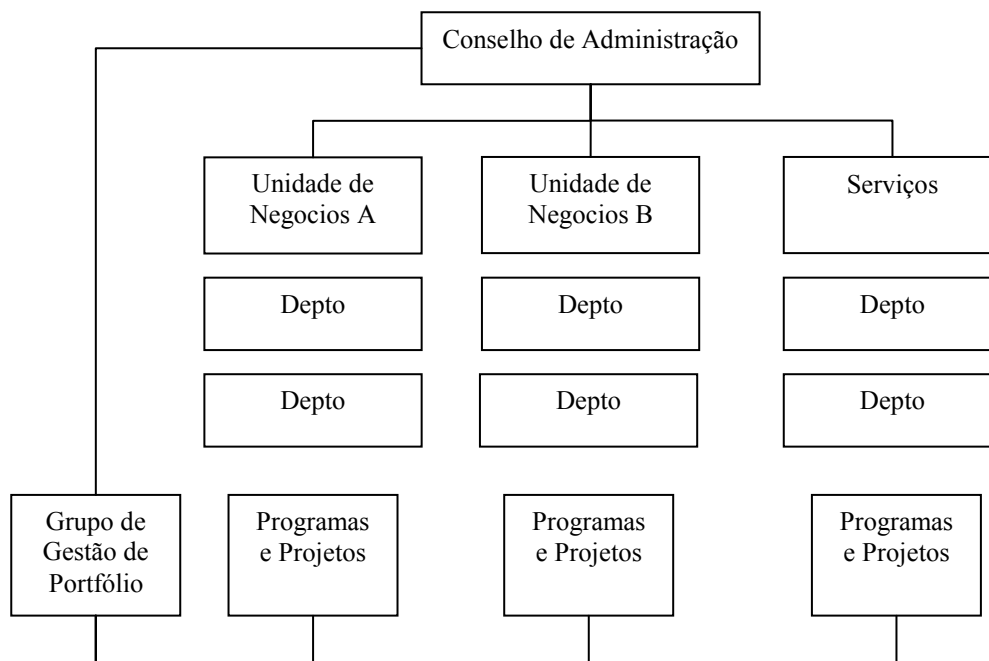 Conselho de Administração
Unidade de
Negocios A
Unidade de
Negocios B
Serviços
Depto
Depto
Depto
Depto
Depto
Depto
Grupo de
Gestão de
Portfólio
Programas
e Projetos
Programas
e Projetos
Programas
e Projetos